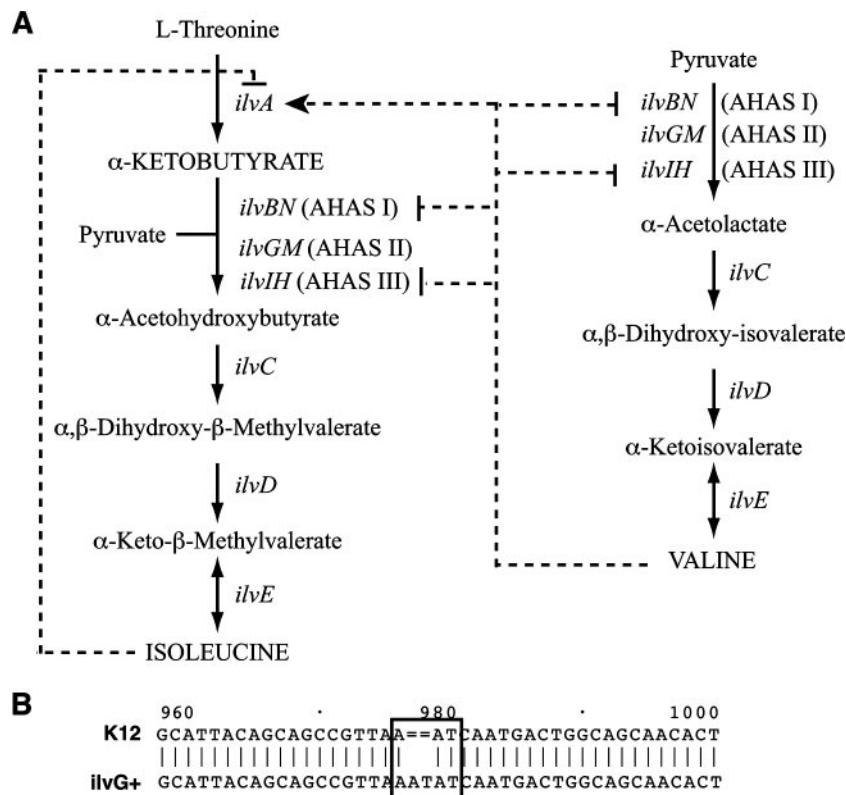 A
L-Threonine
ilvA
α-KETOBUTYRATE
Pyruvate
ilvBN (AHAS I)
ilvGM (AHAS II)
ilvIH (AHAS III)
α-Acetohydroxybutyrate
ilvC
α,β-Dihydroxy-β-Methylvalerate
ilvD
α-Keto-β-Methylvalerate
ilvE
ISOLEUCINE
Pyruvate
ilvBN (AHAS I)
ilvGM (AHAS II)
ilvIH (AHAS III)
α-Acetolactate
ilvC
α,β-Dihydroxy-isovalerate
ilvD
α-Ketoisovalerate
ilvE
VALINE
B
960 . 980 . 1000
K12 GCATTACAGCAGCCGTTAA==ATCAATGACTGGCAGCAACACT
ilvG+ GCATTACAGCAGCCGTTAAATATCAATGACTGGCAGCAACACT